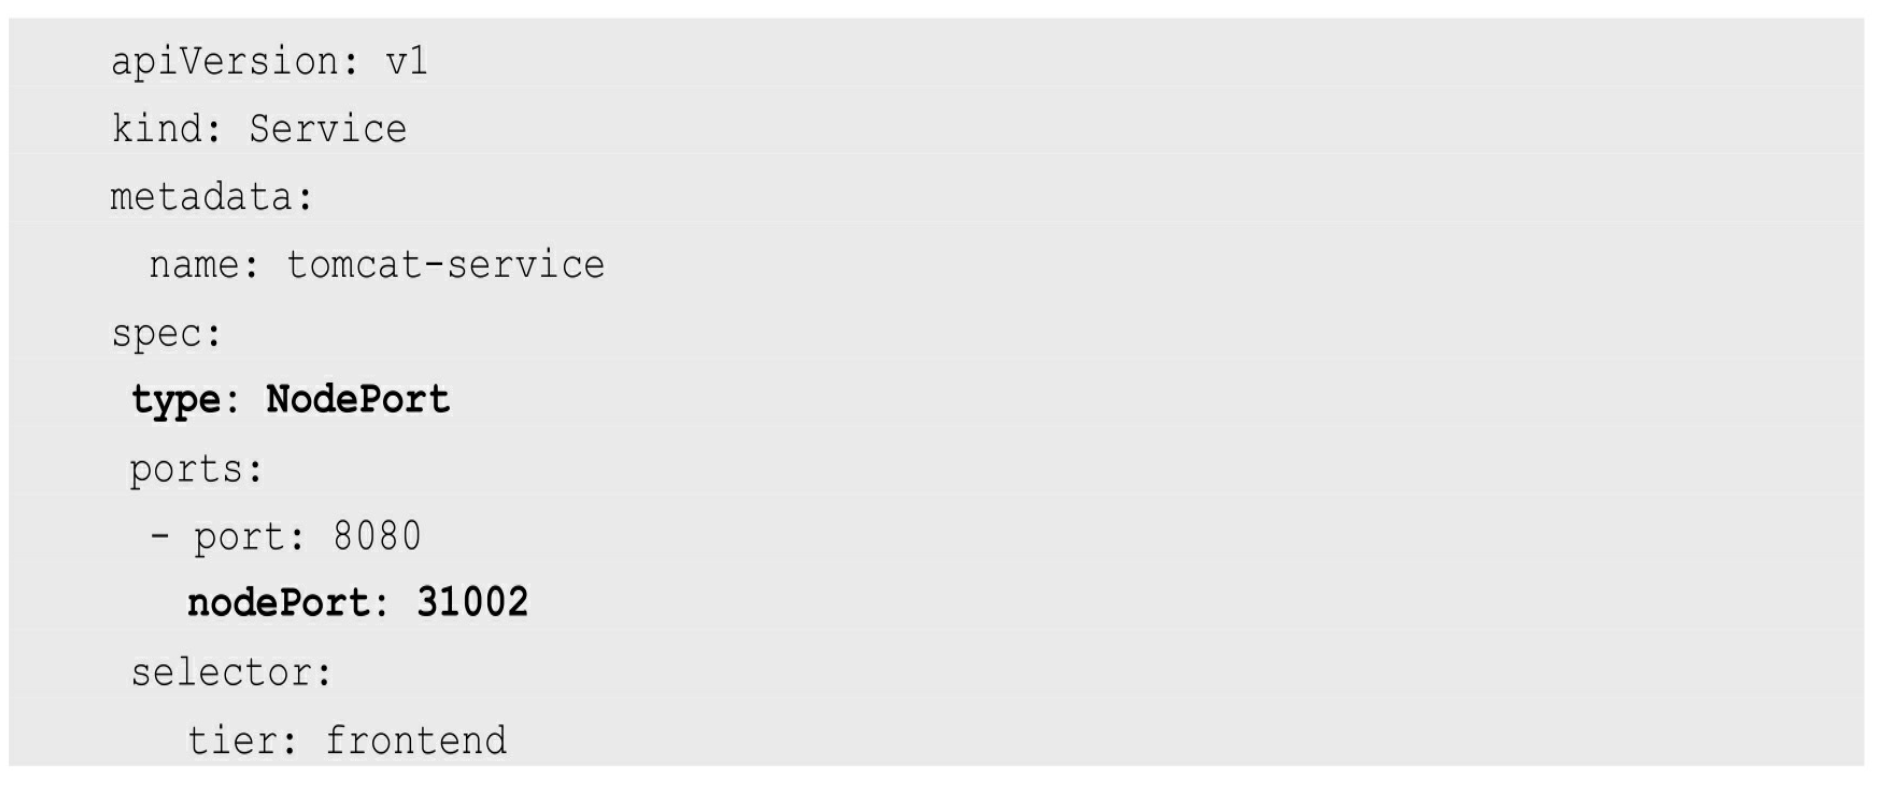 apiVersion: v1
kind: Service
metadata:
  name: tomcat-service
spec:
 type: NodePort
 ports:
  - port: 8080
    nodePort: 31002
 selector:
    tier: frontend